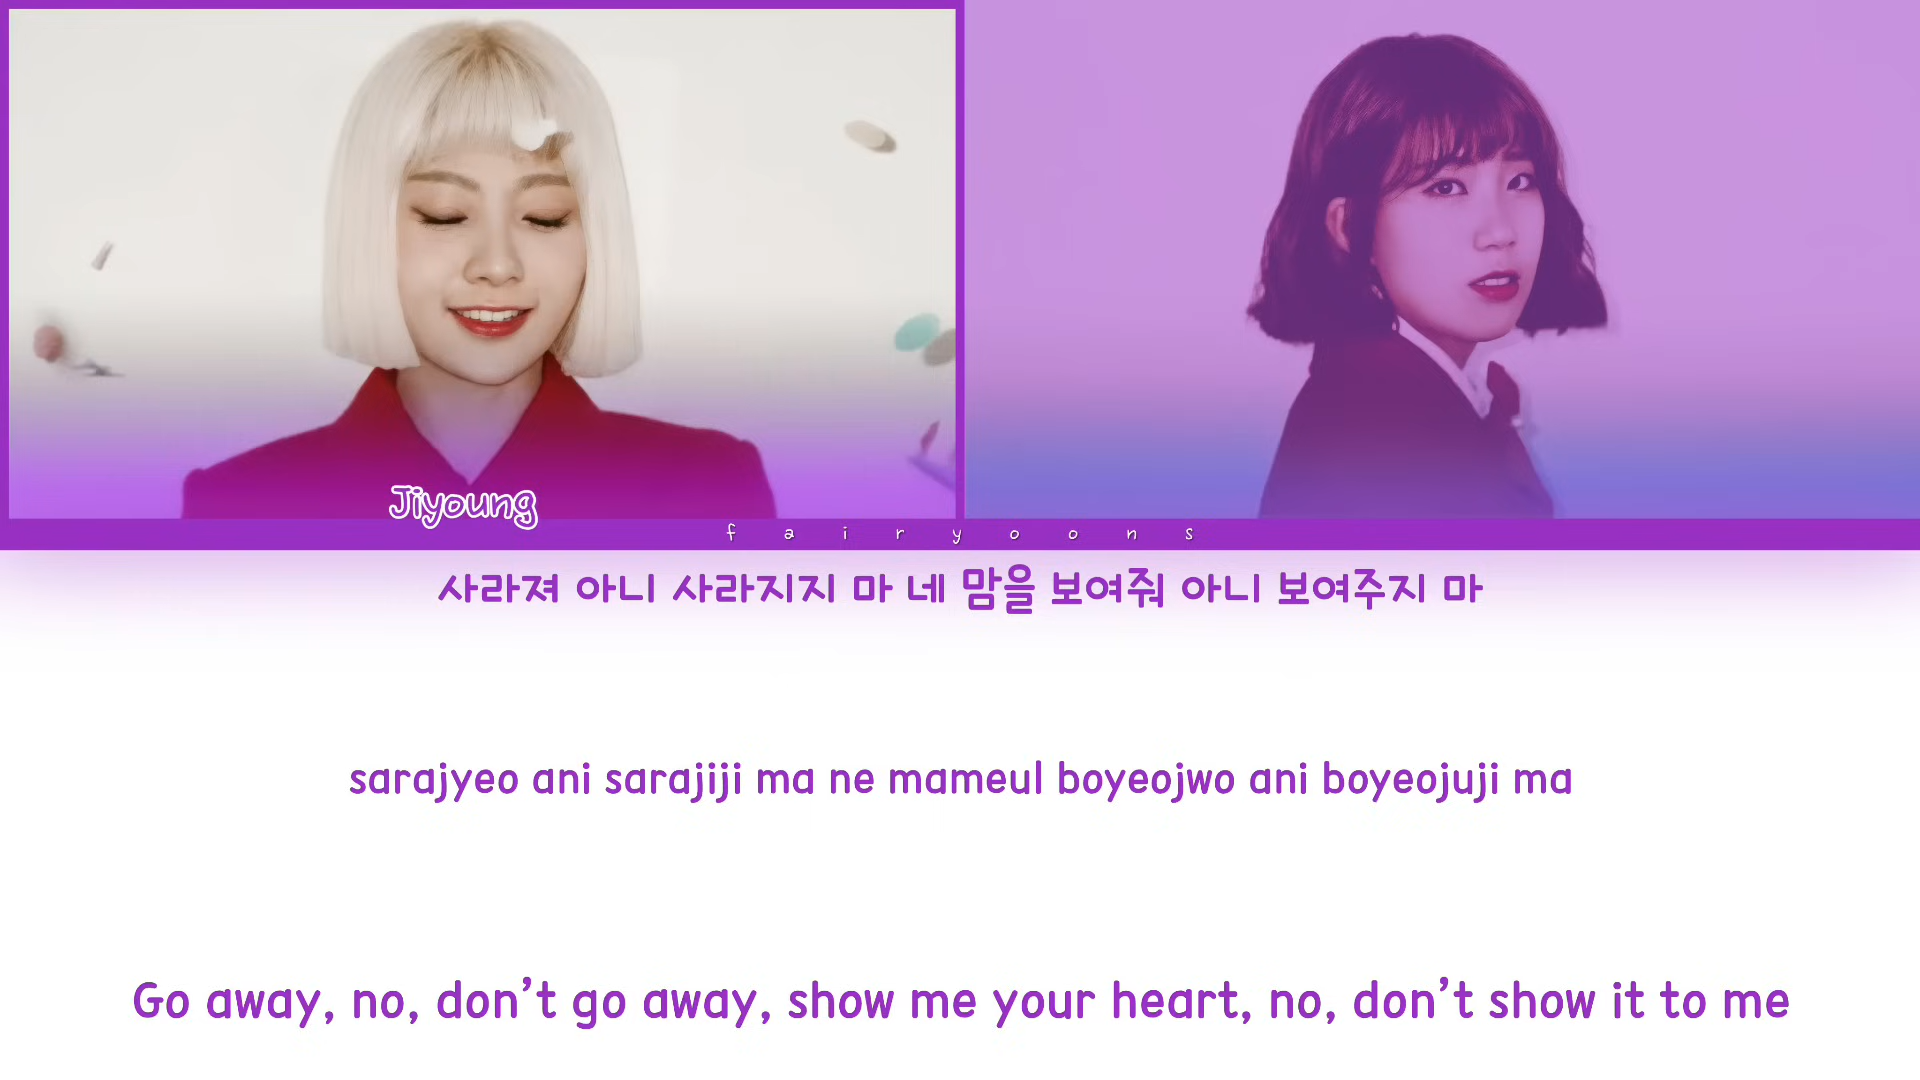 Jiyoung
fairyoons
사라져 아니 사라지지 마 네 맘을 보여줘 아니 보여주지 마
sarajyeo ani sarajiji ma ne mameul boyeojwo ani boyeojuji ma
Go away, no, don’t go away, show me your heart, no, don’t show it to me